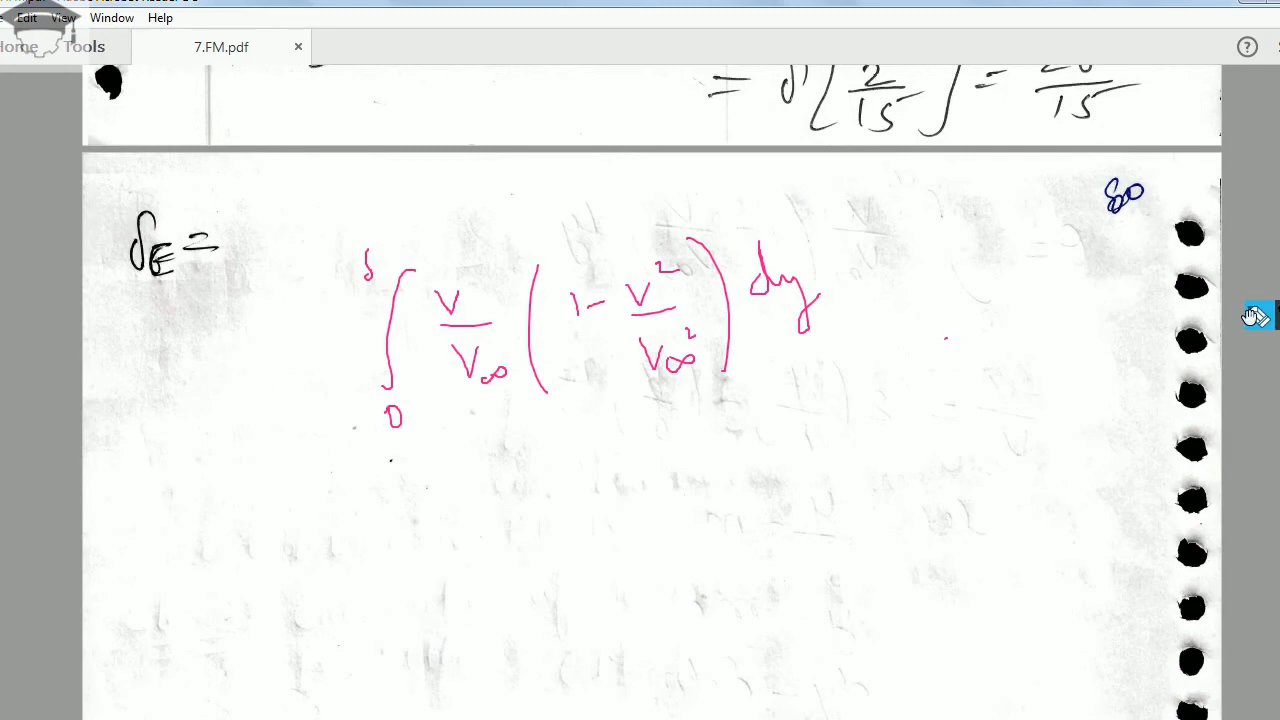 Edit View Window Help
Home Tools 7.FM.pdf × ?
= δ[2/15] = 2δ/15
80
δE = ∫₀^δ V/V∞ (1 - V²/V∞²) dy